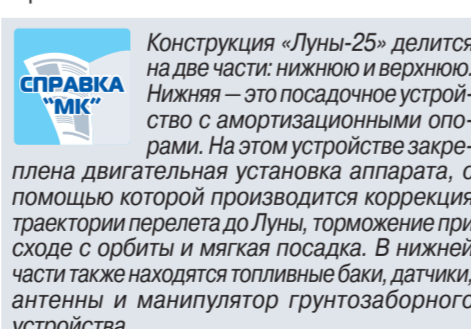 СПРАВКА
"МК"
Конструкция «Луны-25» делится
на две части: нижнюю и верхнюю.
Нижняя — это посадочное устрой-
ство с амортизационными опо-
рами. На этом устройстве закре-
плена двигательная установка аппарата, с
помощью которой производится коррекция
траектории перелета до Луны, торможение при
сходе с орбиты и мягкая посадка. В нижней
части также находятся топливные баки, датчики,
антенны и манипулятор грунтозаборного
устройства